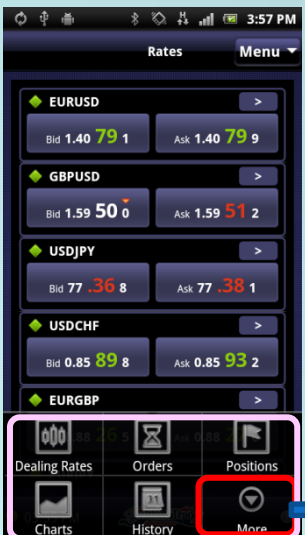 3:57 PM
Rates Menu
EURUSD >
Bid 1.40 79 1 Ask 1.40 79 9
GBPUSD >
Bid 1.59 50 0 Ask 1.59 51 2
USDJPY >
Bid 77 .36 8 Ask 77 .38 1
USDCHF >
Bid 0.85 89 8 Ask 0.85 93 2
EURGBP >
Dealing Rates Orders Positions
Charts History More